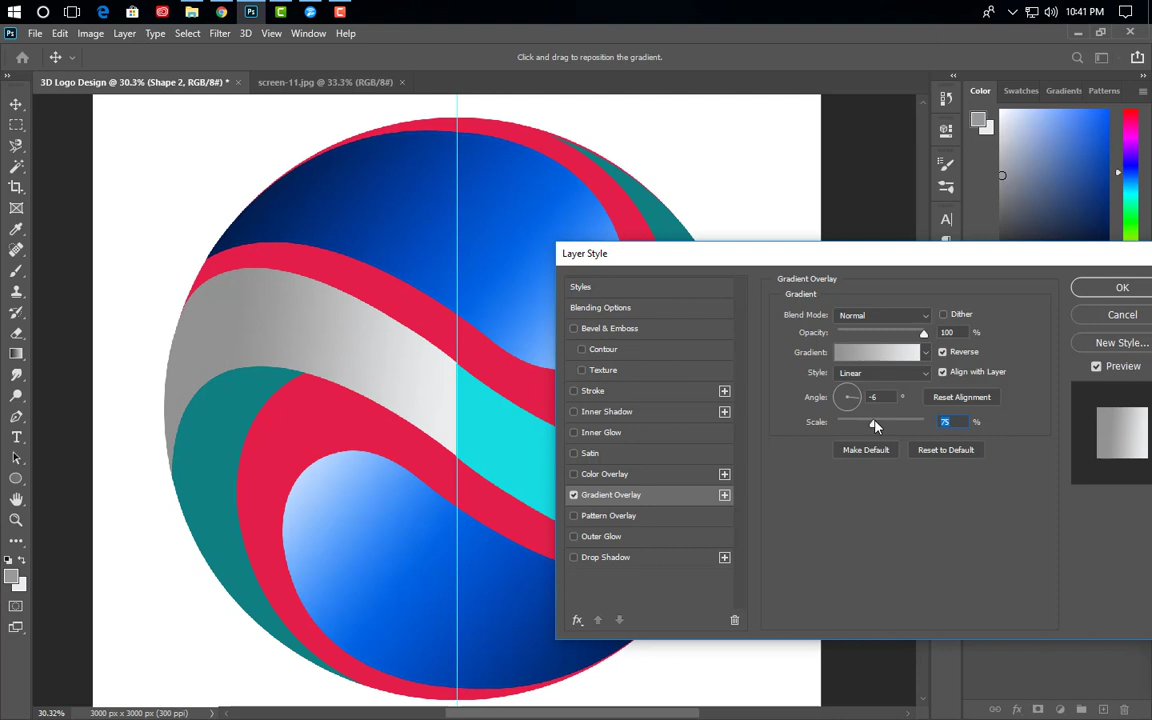 10:41 PM
Ps
File Edit Image Layer Type Select Filter 3D View Window Help
Click and drag to reposition the gradient.
3D Logo Design @ 30.3% (Shape 2, RGB/8#) * × screen-11.jpg @ 33.3% (RGB/8#) ×
Color Swatches Gradients Patterns
Layer Style
Styles
Blending Options
Bevel & Emboss
Contour
Texture
Stroke
Inner Shadow
Inner Glow
Satin
Color Overlay
Gradient Overlay
Pattern Overlay
Outer Glow
Drop Shadow
fx
Gradient Overlay
Gradient
Blend Mode: Normal Dither
Opacity: 100 %
Gradient: Reverse
Style: Linear Align with Layer
Angle: -6 ° Reset Alignment
Scale: 75 %
Make Default Reset to Default
OK
Cancel
New Style...
Preview
30.32% 3000 px x 3000 px (300 ppi)